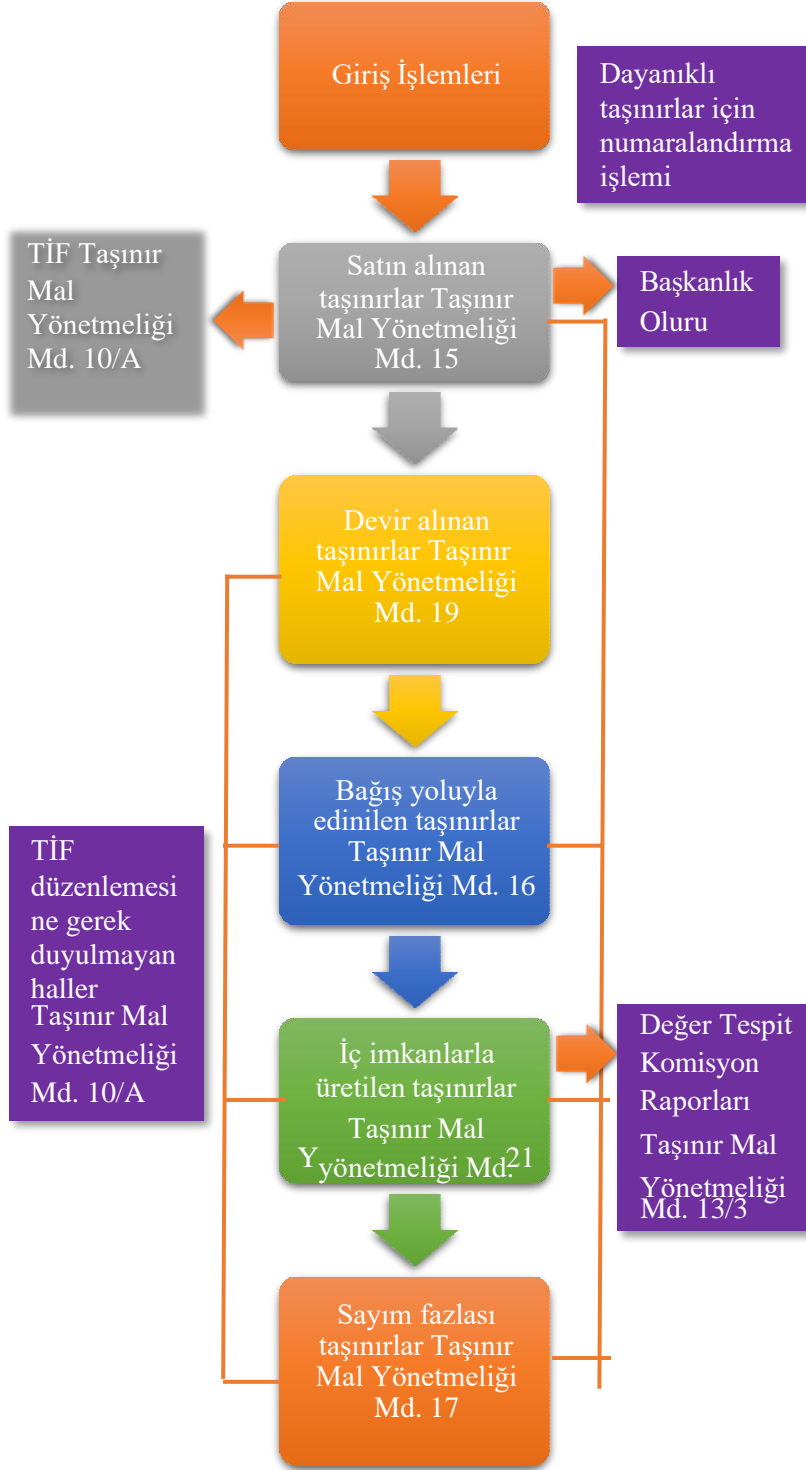 Giriş İşlemleri
Dayanıklı
taşınırlar için
numaralandırma
işlemi
TİF Taşınır
Mal
Yönetmeliği
Md. 10/A
Satın alınan
taşınırlar Taşınır
Mal Yönetmeliği
Md. 15
Başkanlık
Oluru
Devir alınan
taşınırlar Taşınır
Mal Yönetmeliği
Md. 19
Bağış yoluyla
edinilen taşınırlar
Taşınır Mal
Yönetmeliği Md. 16
TİF
düzenlemesi
ne gerek
duyulmayan
haller
Taşınır Mal
Yönetmeliği
Md. 10/A
İç imkanlarla
üretilen taşınırlar
Taşınır Mal
Yyönetmeliği Md.21
Değer Tespit
Komisyon
Raporları
Taşınır Mal
Yönetmeliği
Md. 13/3
Sayım fazlası
taşınırlar Taşınır
Mal Yönetmeliği
Md. 17